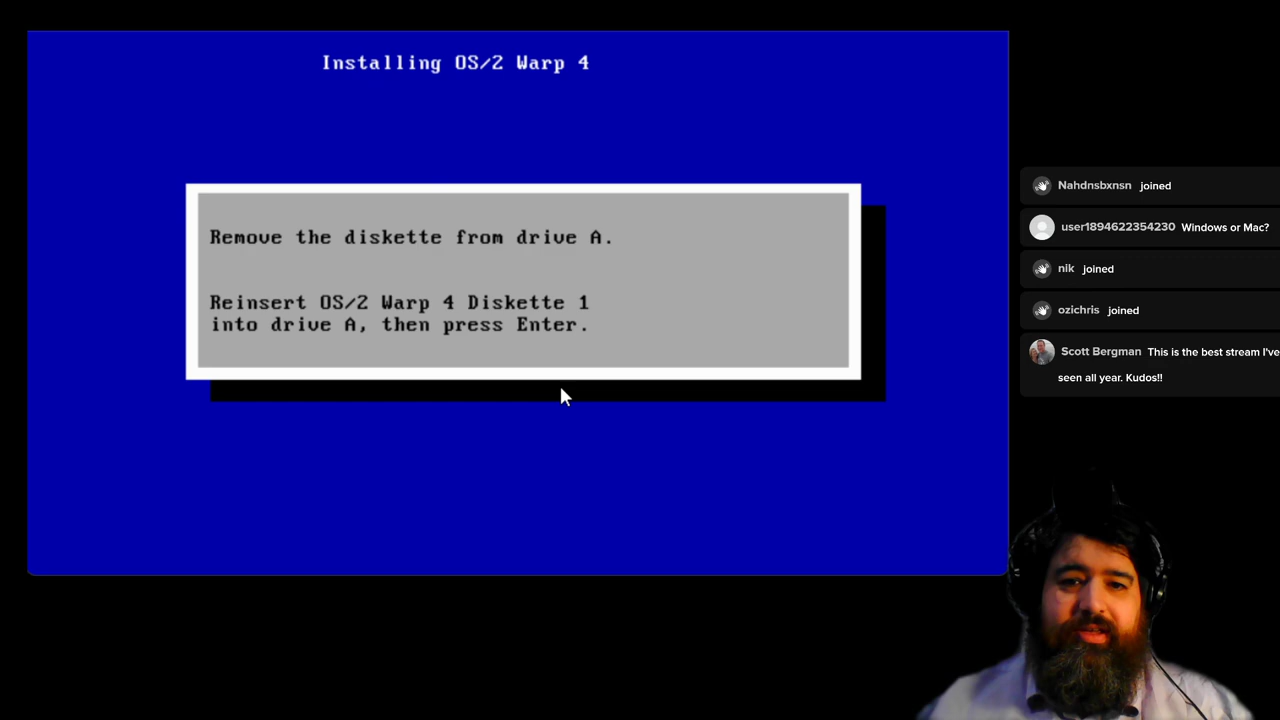 Installing OS/2 Warp 4
Remove the diskette from drive A.
Reinsert OS/2 Warp 4 Diskette 1
into drive A, then press Enter.
Nahdnsbxnsn joined
user1894622354230 Windows or Mac?
nik joined
ozichris joined
Scott Bergman This is the best stream I've
seen all year. Kudos!!